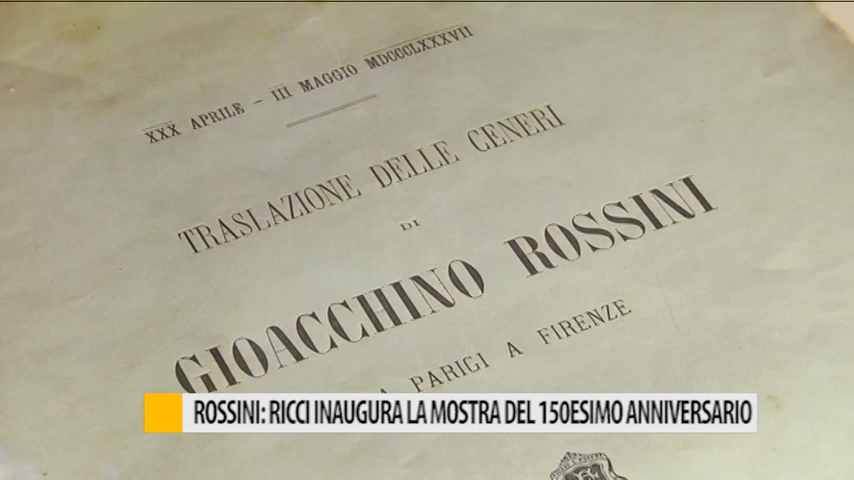 XXX APRILE - III MAGGIO MDCCCLXXXVII
TRASLAZIONE DELLE CENERI
DI
GIOACCHINO ROSSINI
A PARIGI A FIRENZE
ROSSINI: RICCI INAUGURA LA MOSTRA DEL 150ESIMO ANNIVERSARIO